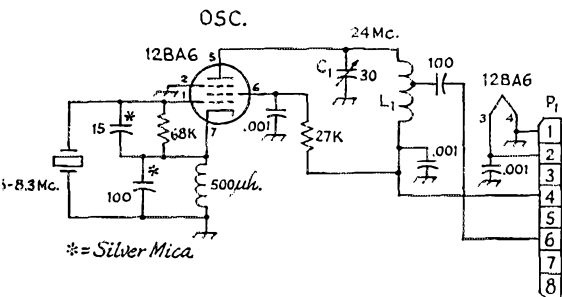 OSC.
24Mc.
12BA6
5
2
1
6
7
C1
30
100
L1
12BA6
3
4
P1
1
2
3
4
5
6
7
8
*
15
68K
.001
27K
.001
.001
*
100
500µh.
-8.3Mc.
*=Silver Mica